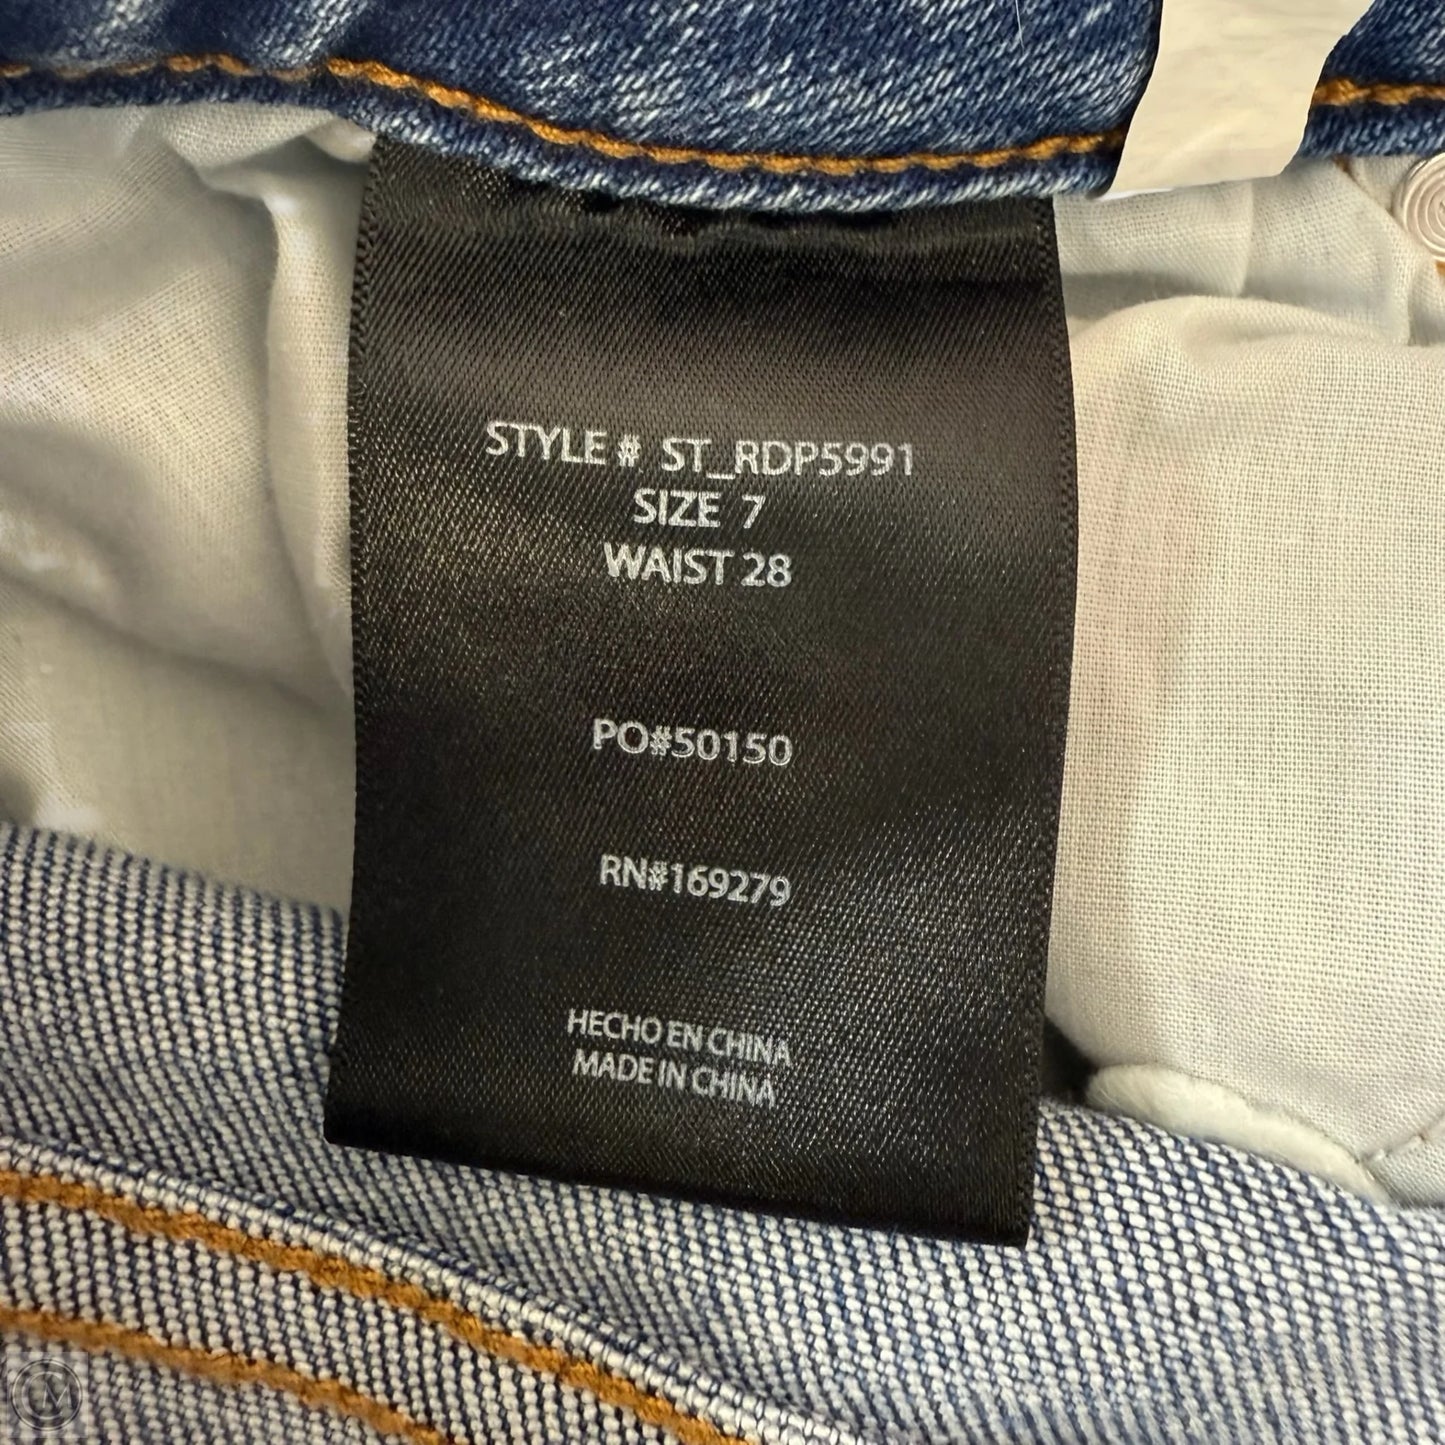 STYLE # ST_RDP5991
SIZE 7
WAIST 28
PO#50150
RN#169279
HECHO EN CHINA
MADE IN CHINA